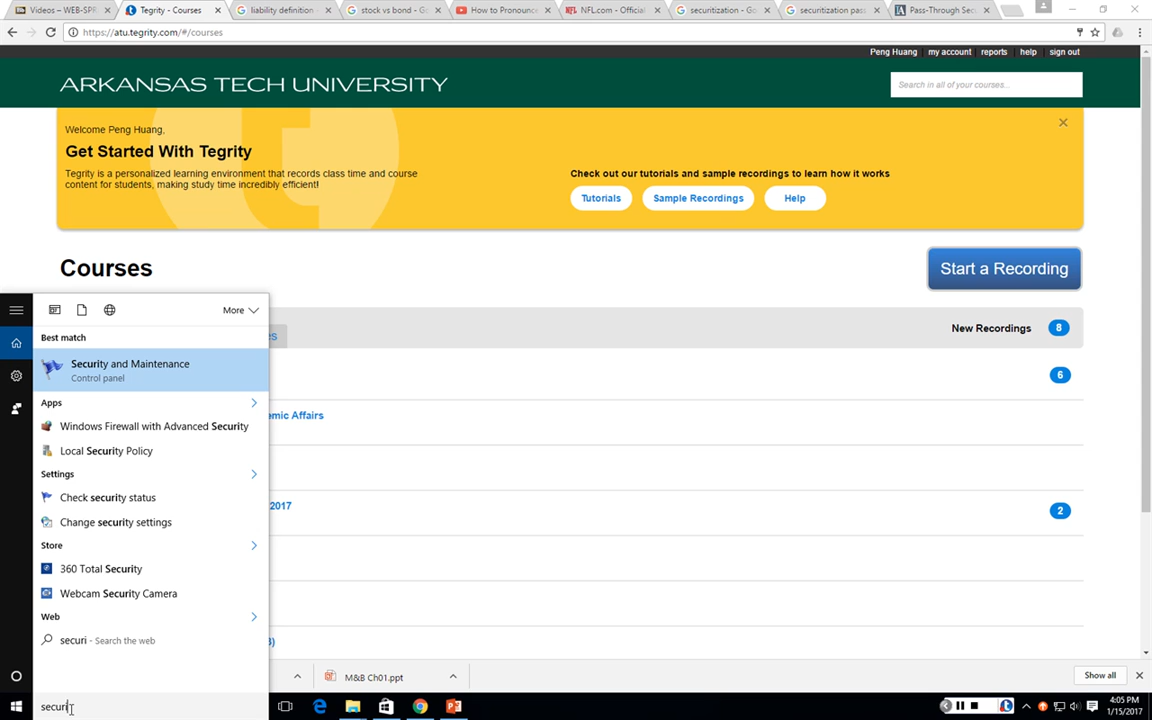 Videos – WEB-SPR
Tegrity - Courses
liability definition
stock vs bond - Go
How to Pronounc
NFL.com - Official
securitization - Go
securitization pas
Pass-Through Sec
https://atu.tegrity.com/#/courses
Peng Huang my account reports help sign out
ARKANSAS TECH UNIVERSITY
Search in all of your courses...
Welcome Peng Huang,
Get Started With Tegrity
Tegrity is a personalized learning environment that records class time and course
content for students, making study time incredibly efficient!
Check out our tutorials and sample recordings to learn how it works
Tutorials
Sample Recordings
Help
Courses
Start a Recording
More
Best match
es
New Recordings 8
Security and Maintenance
Control panel
6
Apps
emic Affairs
Windows Firewall with Advanced Security
Local Security Policy
Settings
Check security status
2017
2
Change security settings
Store
360 Total Security
Webcam Security Camera
Web
securi - Search the web
3)
M&B Ch01.ppt
Show all
securi
4:05 PM
1/15/2017